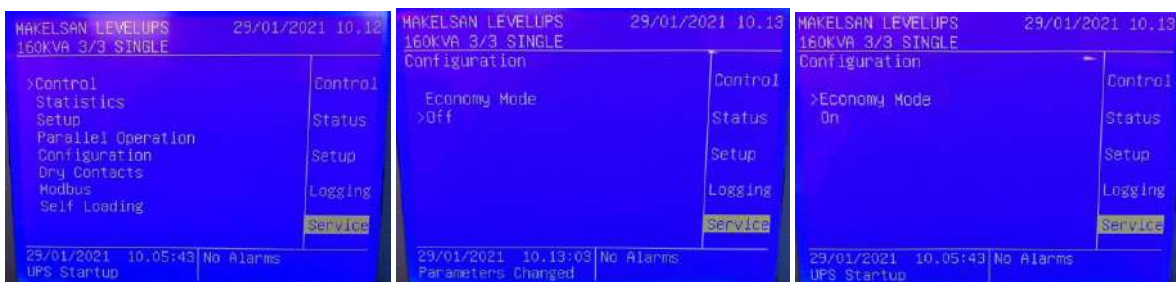 MAKELSAN LEVELUPS 29/01/2021 10.12
160KVA 3/3 SINGLE
>Control
Statistics
Setup
Parallel Operation
Configuration
Dry Contacts
Modbus
Self Loading
Control
Status
Setup
Logging
Service
29/01/2021 10.05:43 No Alarms
UPS Startup
MAKELSAN LEVELUPS 29/01/2021 10.13
160KVA 3/3 SINGLE
Configuration
Economy Mode
>Off
Control
Status
Setup
Logging
Service
29/01/2021 10.13:03 No Alarms
Parameters Changed
MAKELSAN LEVELUPS 29/01/2021 10.13
160KVA 3/3 SINGLE
Configuration
>Economy Mode
On
Control
Status
Setup
Logging
Service
29/01/2021 10.05:43 No Alarms
UPS Startup